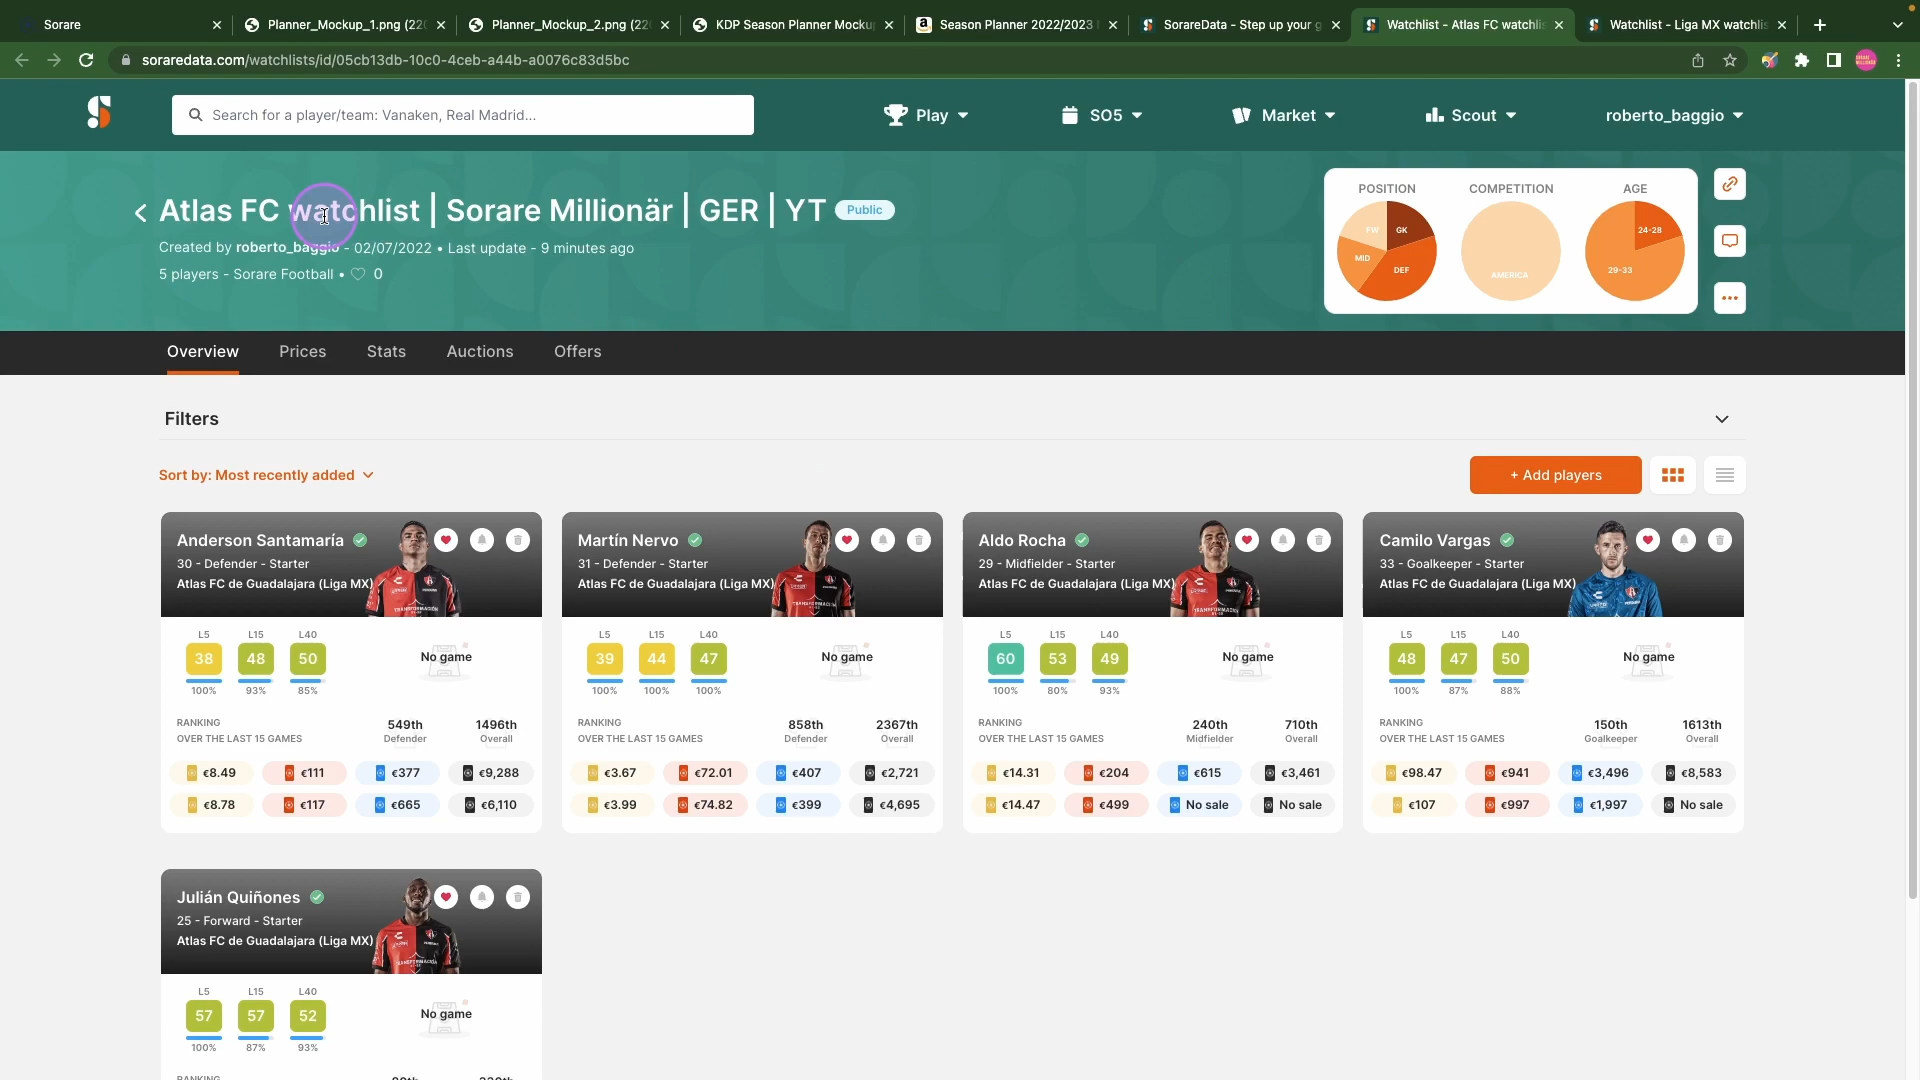 Sorare
Planner_Mockup_1.png (220
Planner_Mockup_2.png (22
KDP Season Planner Mocku
Season Planner 2022/2023
SorareData - Step up your g
Watchlist - Atlas FC watchlis
Watchlist - Liga MX watchlis
soraredata.com/watchlists/id/05cb13db-10c0-4ceb-a44b-a0076c83d5bc
Search for a player/team: Vanaken, Real Madrid...
Play
SO5
Market
Scout
roberto_baggio
Atlas FC watchlist | Sorare Millionär | GER | YT
Public
Created by roberto_baggio - 02/07/2022 • Last update - 9 minutes ago
5 players - Sorare Football • 0
POSITION
COMPETITION
AGE
FW
GK
MID
DEF
AMERICA
24-28
29-33
Overview
Prices
Stats
Auctions
Offers
Filters
Sort by: Most recently added
+ Add players
Anderson Santamaría
30 - Defender - Starter
Atlas FC de Guadalajara (Liga MX)
L5 L15 L40
38 48 50
100% 93% 85%
No game
RANKING
OVER THE LAST 15 GAMES
549th Defender
1496th Overall
€8.49 €111 €377 €9,288
€8.78 €117 €665 €6,110
Martín Nervo
31 - Defender - Starter
Atlas FC de Guadalajara (Liga MX)
L5 L15 L40
39 44 47
100% 100% 100%
No game
RANKING
OVER THE LAST 15 GAMES
858th Defender
2367th Overall
€3.67 €72.01 €407 €2,721
€3.99 €74.82 €399 €4,695
Aldo Rocha
29 - Midfielder - Starter
Atlas FC de Guadalajara (Liga MX)
L5 L15 L40
60 53 49
100% 80% 93%
No game
RANKING
OVER THE LAST 15 GAMES
240th Midfielder
710th Overall
€14.31 €204 €615 €3,461
€14.47 €499 No sale No sale
Camilo Vargas
33 - Goalkeeper - Starter
Atlas FC de Guadalajara (Liga MX)
L5 L15 L40
48 47 50
100% 87% 88%
No game
RANKING
OVER THE LAST 15 GAMES
150th Goalkeeper
1613th Overall
€98.47 €941 €3,496 €8,583
€107 €997 €1,997 No sale
Julián Quiñones
25 - Forward - Starter
Atlas FC de Guadalajara (Liga MX)
L5 L15 L40
57 57 52
100% 87% 93%
No game
RANKING